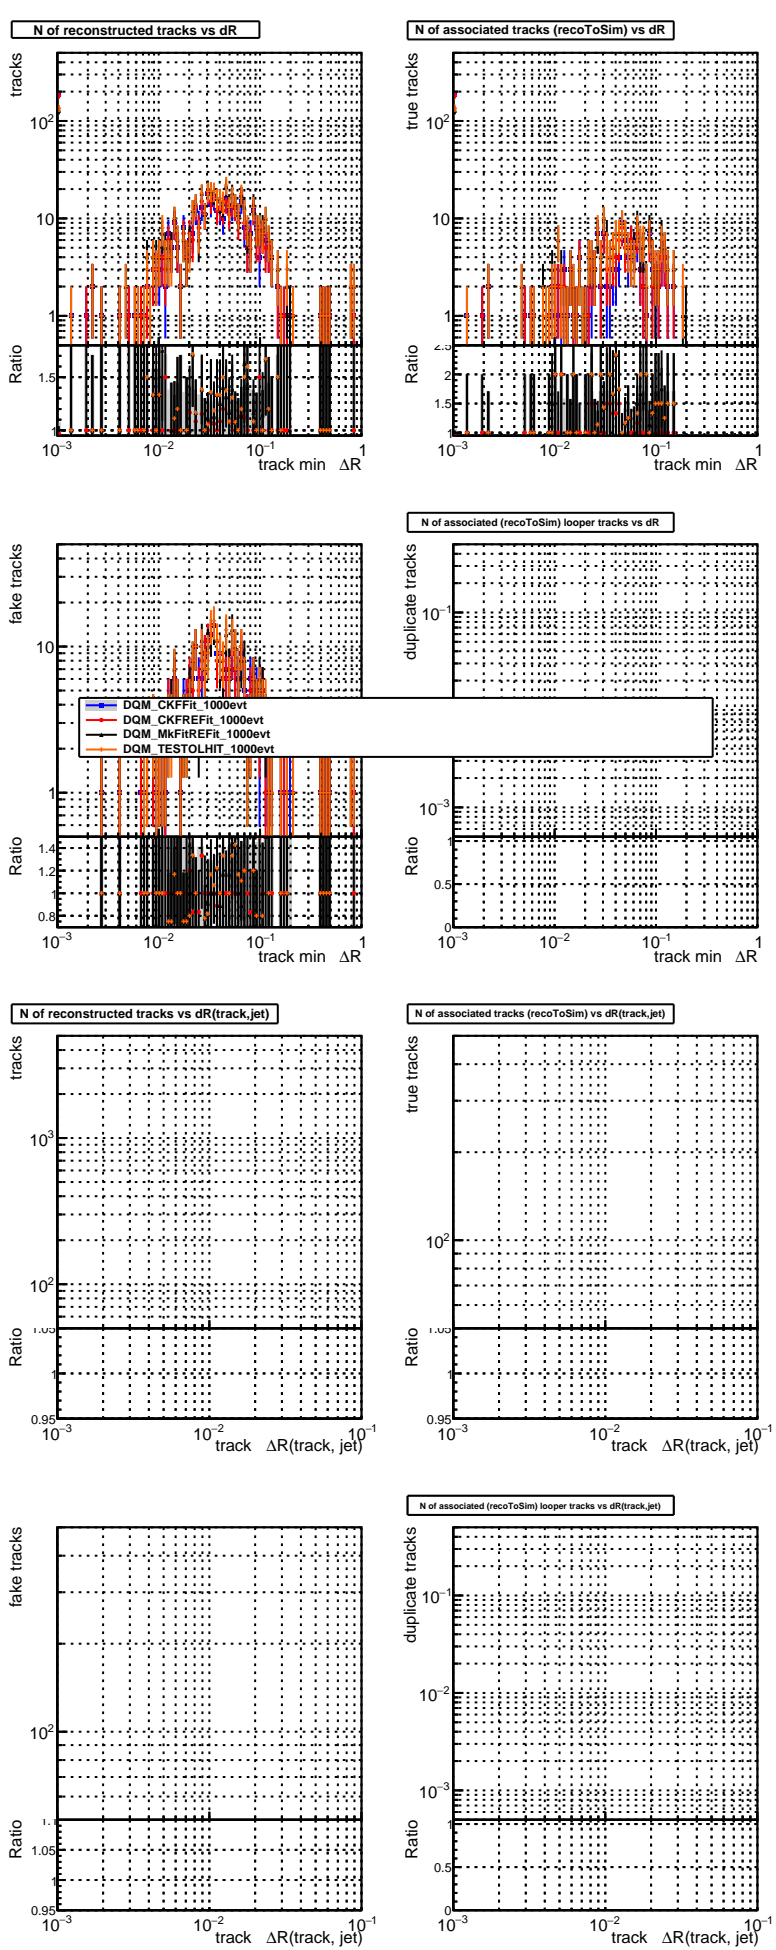 N of reconstructed tracks vs dR
tracks
10²
10
1
Ratio
1.5
1
10⁻³ 10⁻² 10⁻¹ 1
track min ΔR
N of associated tracks (recoToSim) vs dR
true tracks
10²
10
1
Ratio
2.5
2
1.5
1
10⁻³ 10⁻² 10⁻¹ 1
track min ΔR
fake tracks
10
1
Ratio
1.4
1.2
1
0.8
10⁻³ 10⁻² 10⁻¹ 1
track min ΔR
N of associated (recoToSim) looper tracks vs dR
duplicate tracks
10⁻¹
10⁻³
Ratio
1
0.5
0
10⁻³ 10⁻² 10⁻¹ 1
track min ΔR
DQM_CKFFit_1000evt
DQM_CKFREFit_1000evt
DQM_MkFitREFit_1000evt
DQM_TESTOLHIT_1000evt
N of reconstructed tracks vs dR(track,jet)
tracks
10³
10²
Ratio
1.05
1
0.95
10⁻³ 10⁻² 10⁻¹
track ΔR(track, jet)
N of associated tracks (recoToSim) vs dR(track,jet)
true tracks
10²
Ratio
1.05
1
0.95
10⁻³ 10⁻² 10⁻¹
track ΔR(track, jet)
fake tracks
10²
Ratio
1.1
1.05
1
0.95
10⁻³ 10⁻² 10⁻¹
track ΔR(track, jet)
N of associated (recoToSim) looper tracks vs dR(track,jet)
duplicate tracks
10⁻¹
10⁻²
10⁻³
Ratio
1
0.5
0
10⁻³ 10⁻² 10⁻¹
track ΔR(track, jet)